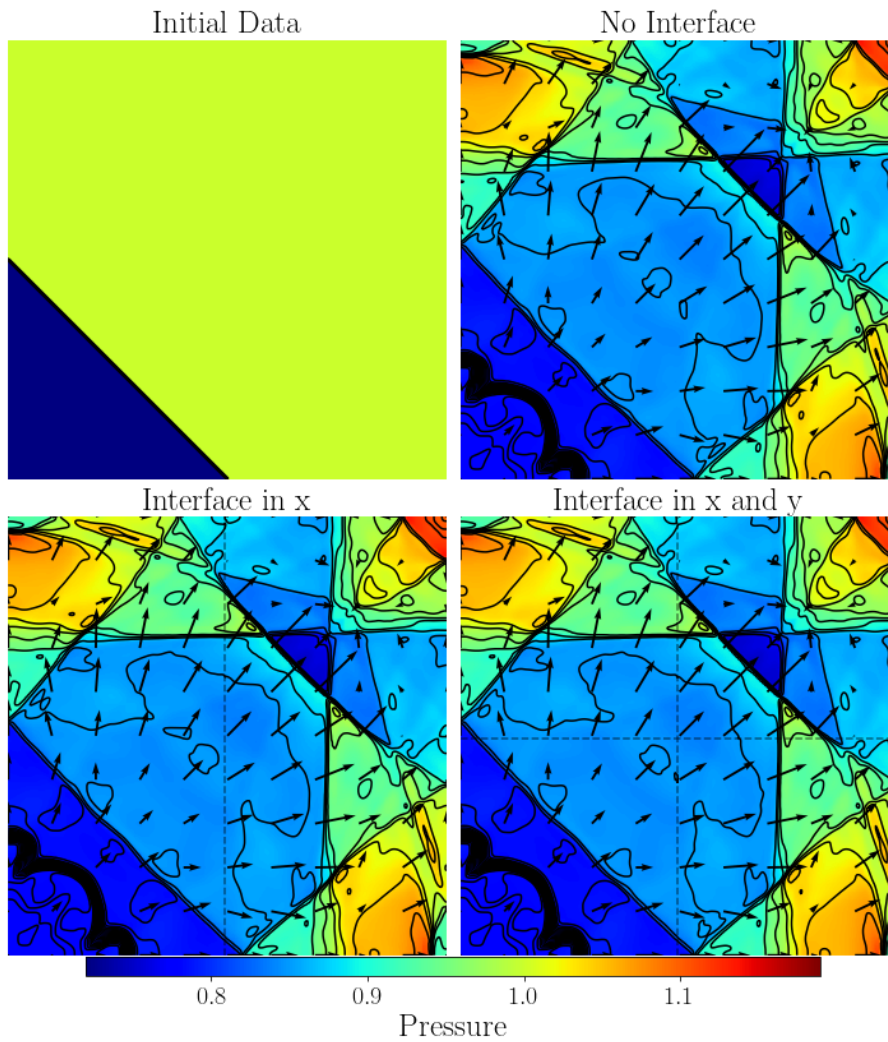 Initial Data
No Interface
Interface in x
Interface in x and y
0.8
0.9
1.0
1.1
Pressure